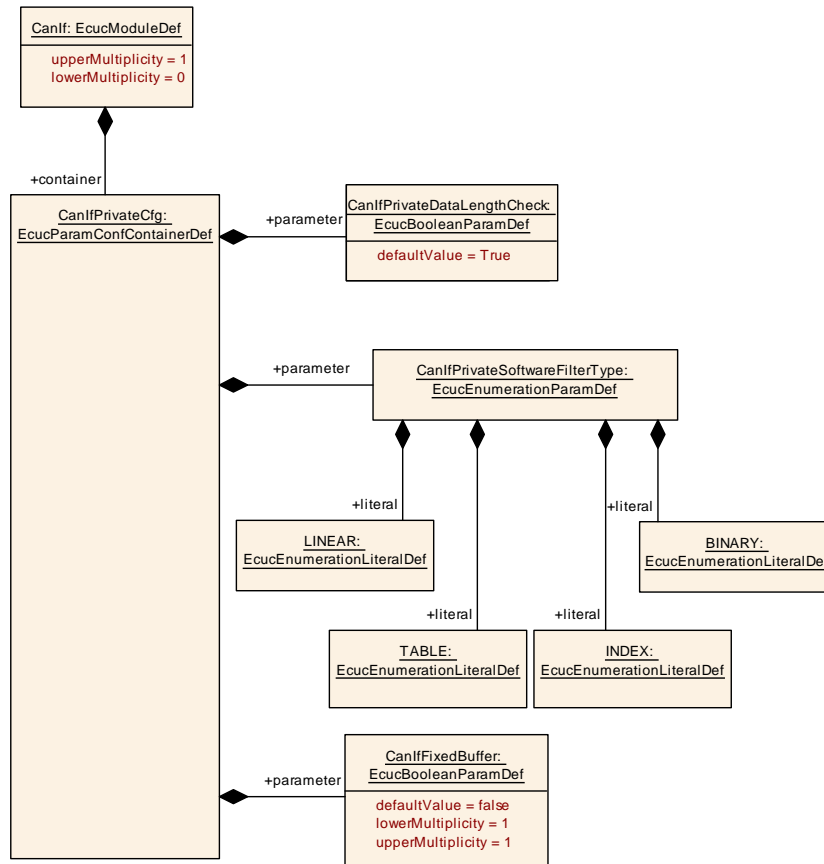 CanIf: EcucModuleDef
upperMultiplicity = 1
lowerMultiplicity = 0
+container
CanIfPrivateCfg:
EcucParamConfContainerDef
+parameter
CanIfPrivateDataLengthCheck:
EcucBooleanParamDef
defaultValue = True
+parameter
CanIfPrivateSoftwareFilterType:
EcucEnumerationParamDef
+literal
+literal
LINEAR:
EcucEnumerationLiteralDef
BINARY:
EcucEnumerationLiteralDef
+literal
+literal
TABLE:
EcucEnumerationLiteralDef
INDEX:
EcucEnumerationLiteralDef
+parameter
CanIfFixedBuffer:
EcucBooleanParamDef
defaultValue = false
lowerMultiplicity = 1
upperMultiplicity = 1